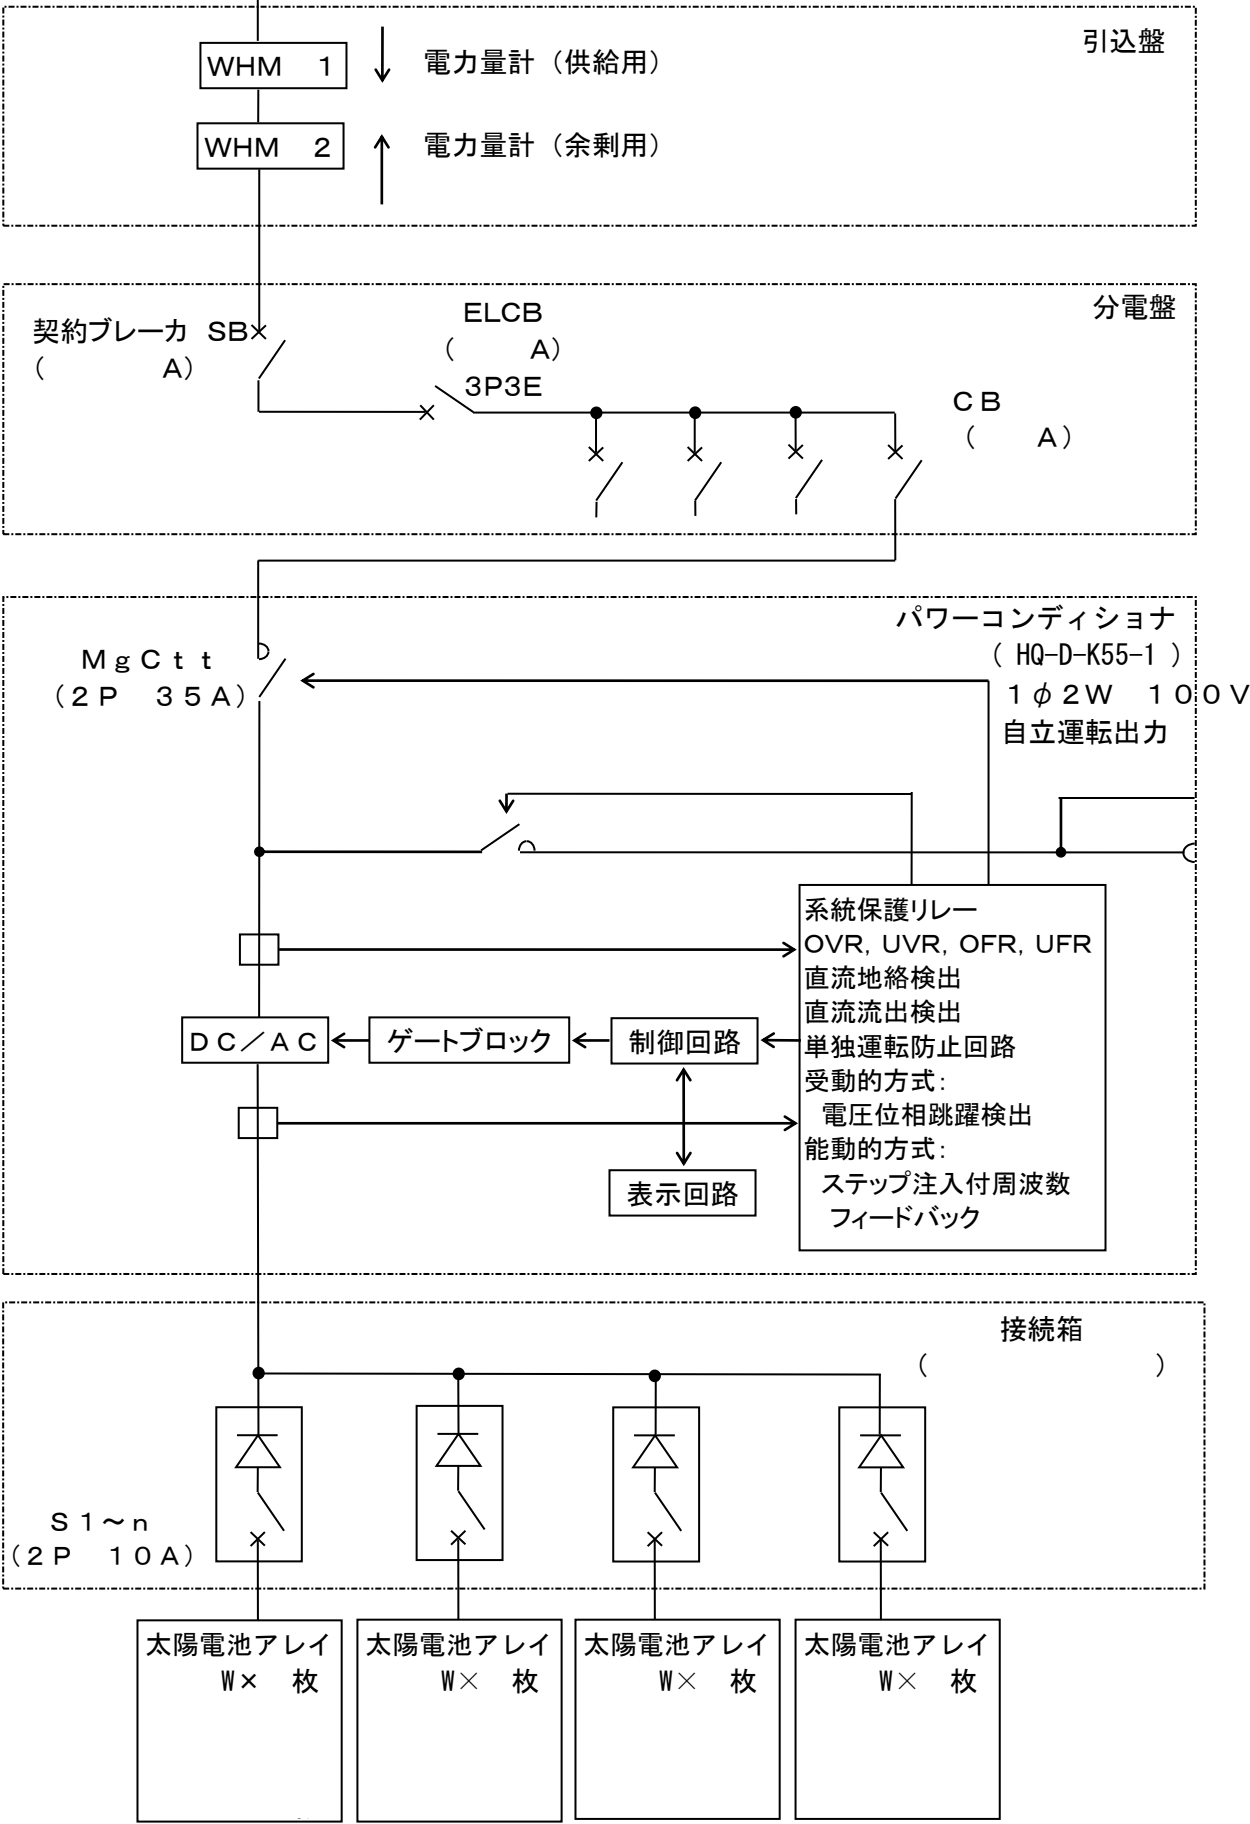 引込盤
WHM　1
電力量計（供給用）
WHM　2
電力量計（余剰用）
分電盤
契約ブレーカ　SB
（　　　　A）
ELCB
（　　　A）
3P3E
ＣＢ
（　　A）
パワーコンディショナ
（ HQ-D-K55-1 ）
１φ２Ｗ　１００Ｖ
自立運転出力
ＭｇＣｔｔ
（２Ｐ　３５Ａ）
系統保護リレー
OVR, UVR, OFR, UFR
直流地絡検出
直流流出検出
単独運転防止回路
受動的方式：
電圧位相跳躍検出
能動的方式：
ステップ注入付周波数
フィードバック
ＤＣ／ＡＣ
ゲートブロック
制御回路
表示回路
接続箱
（　　　　　　　　）
Ｓ１～ｎ
（２Ｐ　１０Ａ）
太陽電池アレイ
W×　枚
太陽電池アレイ
W×　枚
太陽電池アレイ
W×　枚
太陽電池アレイ
W×　枚